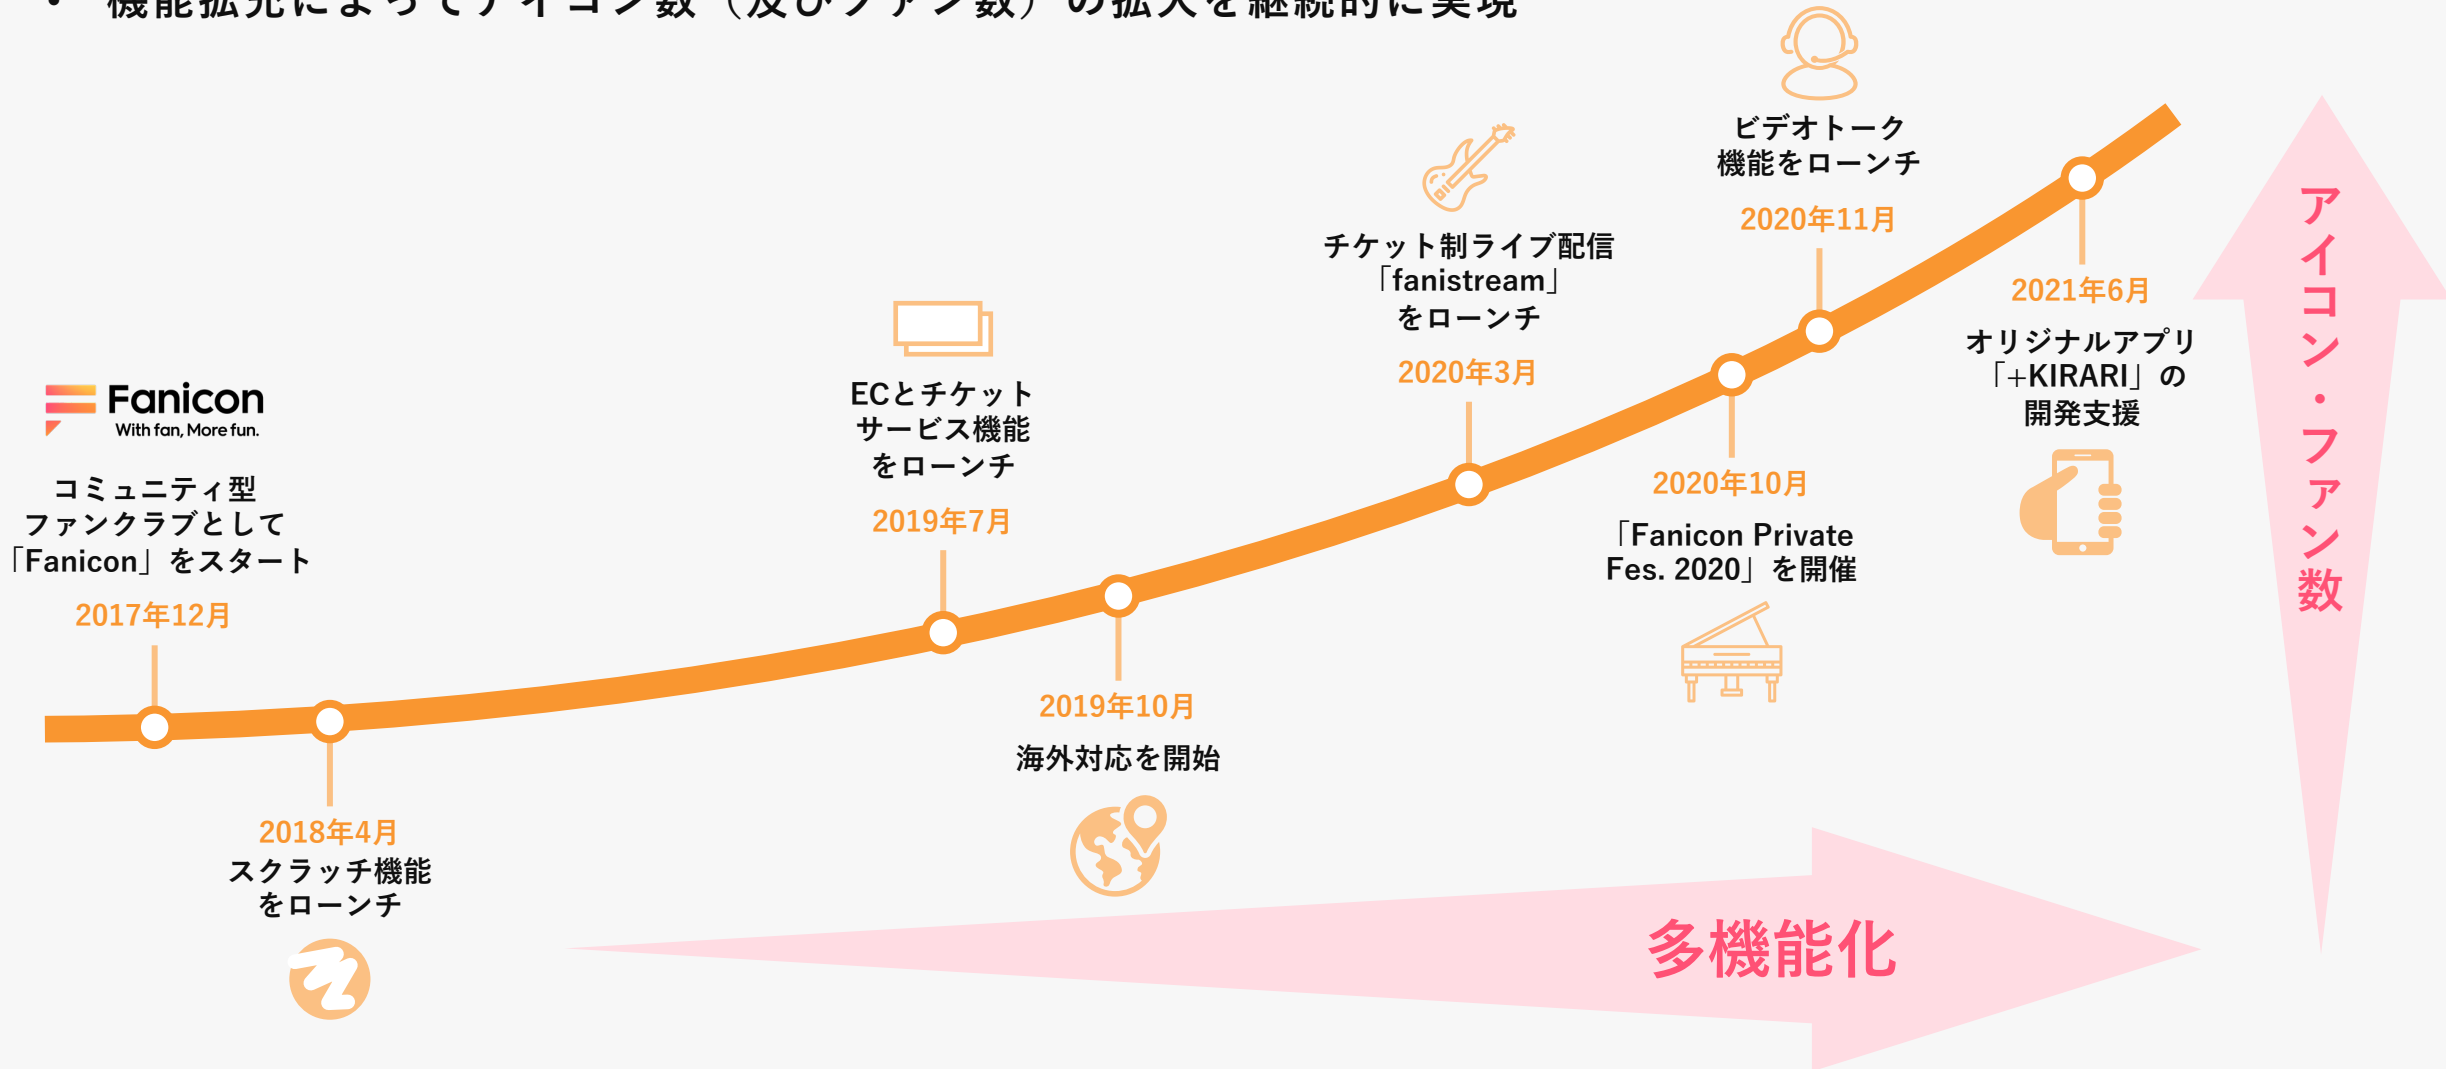 • 機能拡充によってアイコン数（及びファン数）の拡大を継続的に実現
Fanicon
With fan, More fun.
コミュニティ型
ファンクラブとして
「Fanicon」をスタート
2017年12月
2018年4月
スクラッチ機能
をローンチ
ECとチケット
サービス機能
をローンチ
2019年7月
2019年10月
海外対応を開始
チケット制ライブ配信
「fanistream」
をローンチ
2020年3月
2020年10月
「Fanicon Private
Fes. 2020」を開催
ビデオトーク
機能をローンチ
2020年11月
2021年6月
オリジナルアプリ
「+KIRARI」の
開発支援
アイコン・ファン数
多機能化